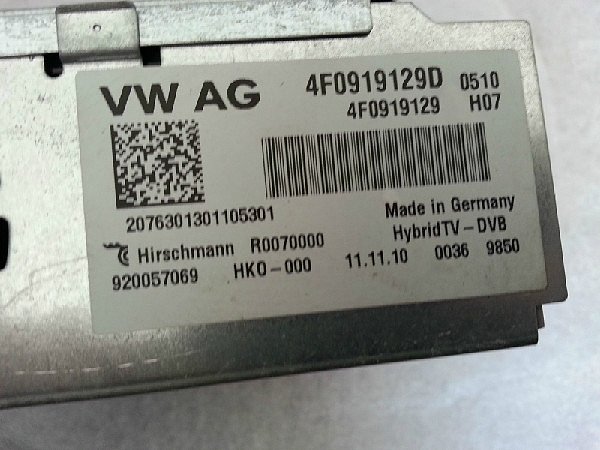 VW AG 4F0919129D 0510
4F0919129 H07
2076301301105301 Made in Germany
Hirschmann R0070000 HybridTV-DVB
920057069 HKO-000 11.11.10 0036 9850